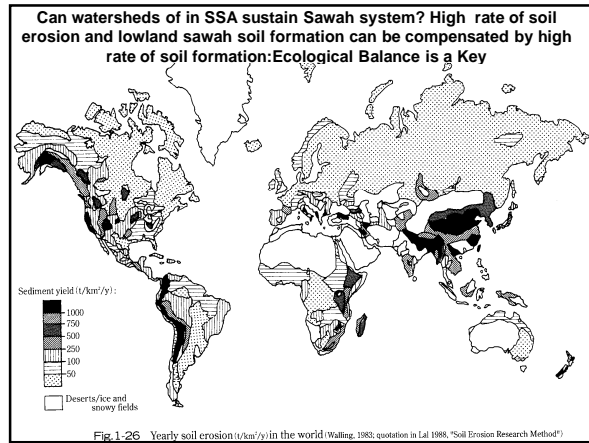 Can watersheds of in SSA sustain Sawah system? High rate of soil
erosion and lowland sawah soil formation can be compensated by high
rate of soil formation:Ecological Balance is a Key
Sediment yield (t/km²/y) :
1000
750
500
250
100
50
Deserts/ice and
snowy fields
Fig. 1-26 Yearly soil erosion (t/km²/y) in the world (Walling, 1983; quotation in Lal 1988, "Soil Erosion Research Method")